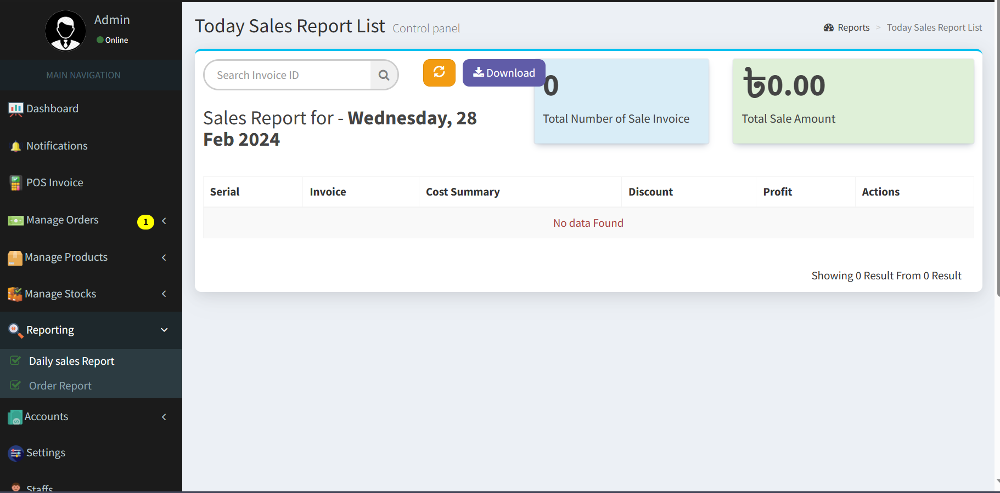 Admin
Online
MAIN NAVIGATION
Dashboard
Notifications
POS Invoice
Manage Orders 1
Manage Products
Manage Stocks
Reporting
Daily sales Report
Order Report
Accounts
Settings
Staffs
Today Sales Report List Control panel
Reports > Today Sales Report List
Search Invoice ID
Download
Sales Report for - Wednesday, 28
Feb 2024
0
Total Number of Sale Invoice
৳0.00
Total Sale Amount
Serial Invoice Cost Summary Discount Profit Actions
No data Found
Showing 0 Result From 0 Result